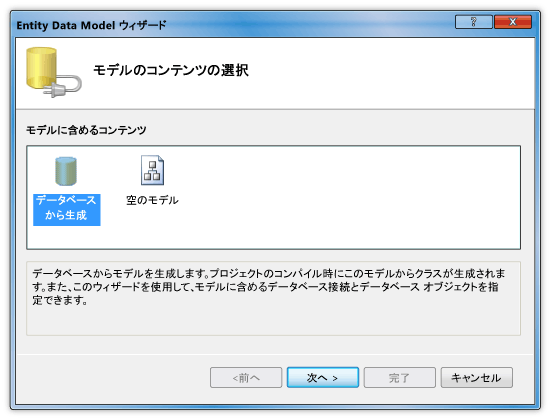 Entity Data Model ウィザード
モデルのコンテンツの選択
モデルに含めるコンテンツ
データベース
から生成
空のモデル
データベースからモデルを生成します。プロジェクトのコンパイル時にこのモデルからクラスが生成されま
す。また、このウィザードを使用して、モデルに含めるデータベース接続とデータベース オブジェクトを指
定できます。
<前へ
次へ >
完了
キャンセル